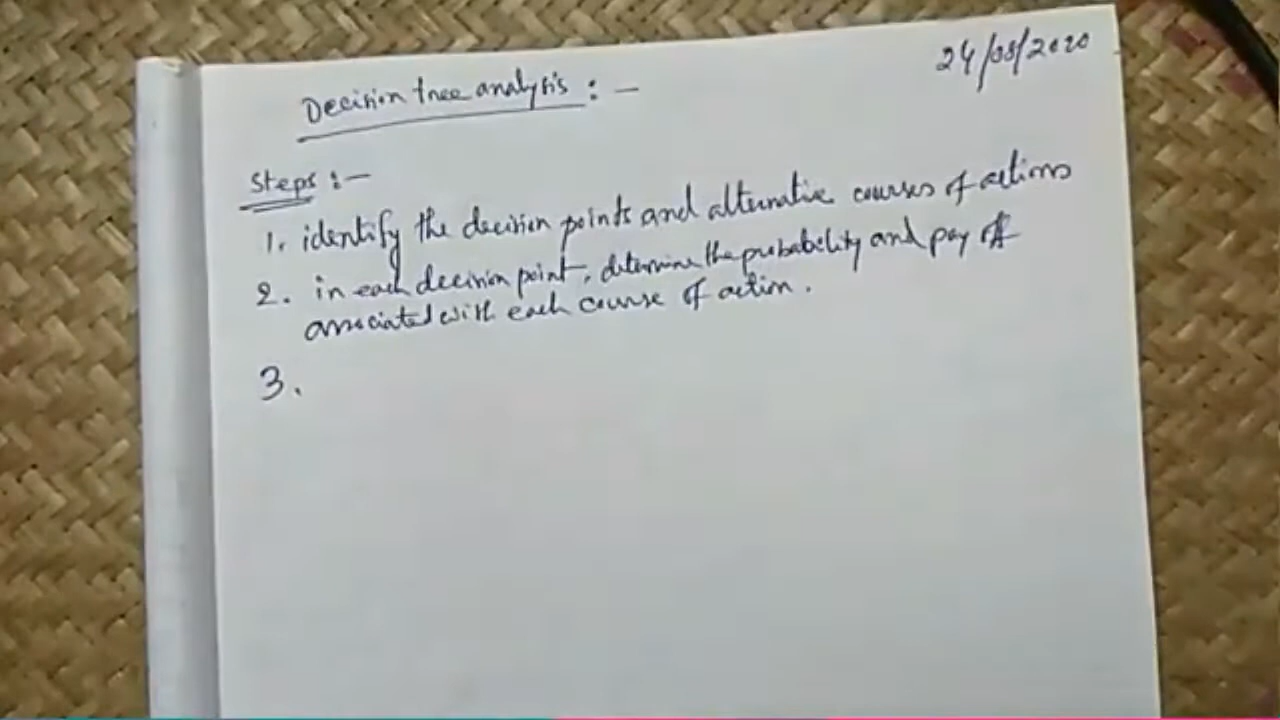 24/08/2020
Decision tree analysis : -
Steps :-
1. identify the decision points and alternative courses of actions
2. in each decision point, determine the probability and pay off
associated with each course of action.
3.